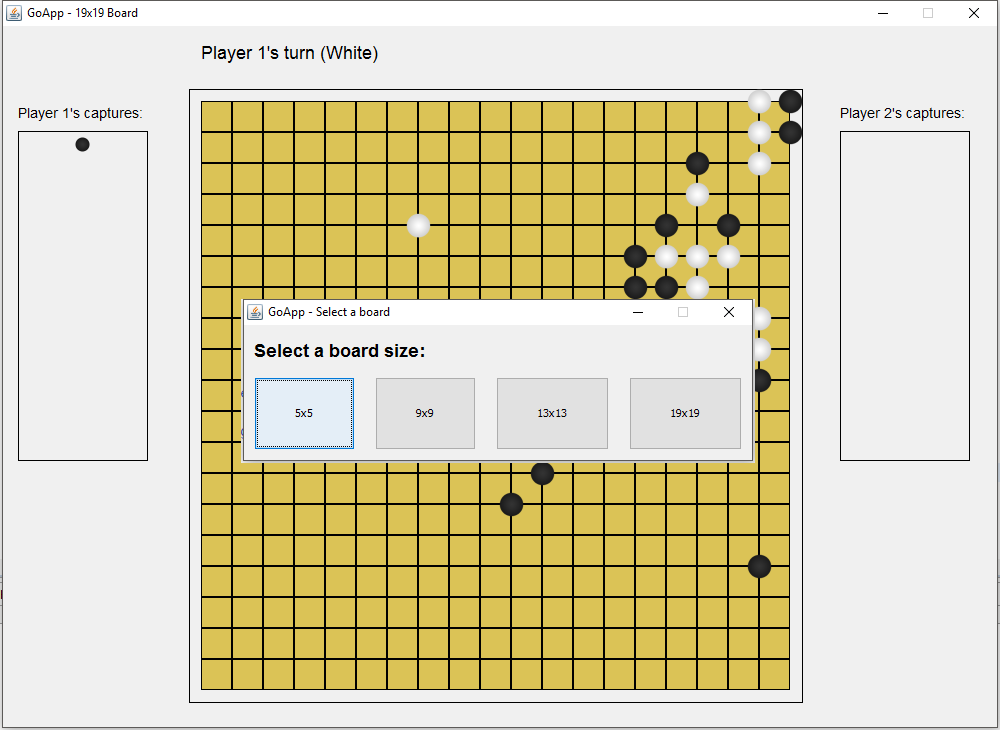 GoApp - 19x19 Board
Player 1's turn (White)
Player 1's captures:
Player 2's captures:
GoApp - Select a board
Select a board size:
5x5
9x9
13x13
19x19